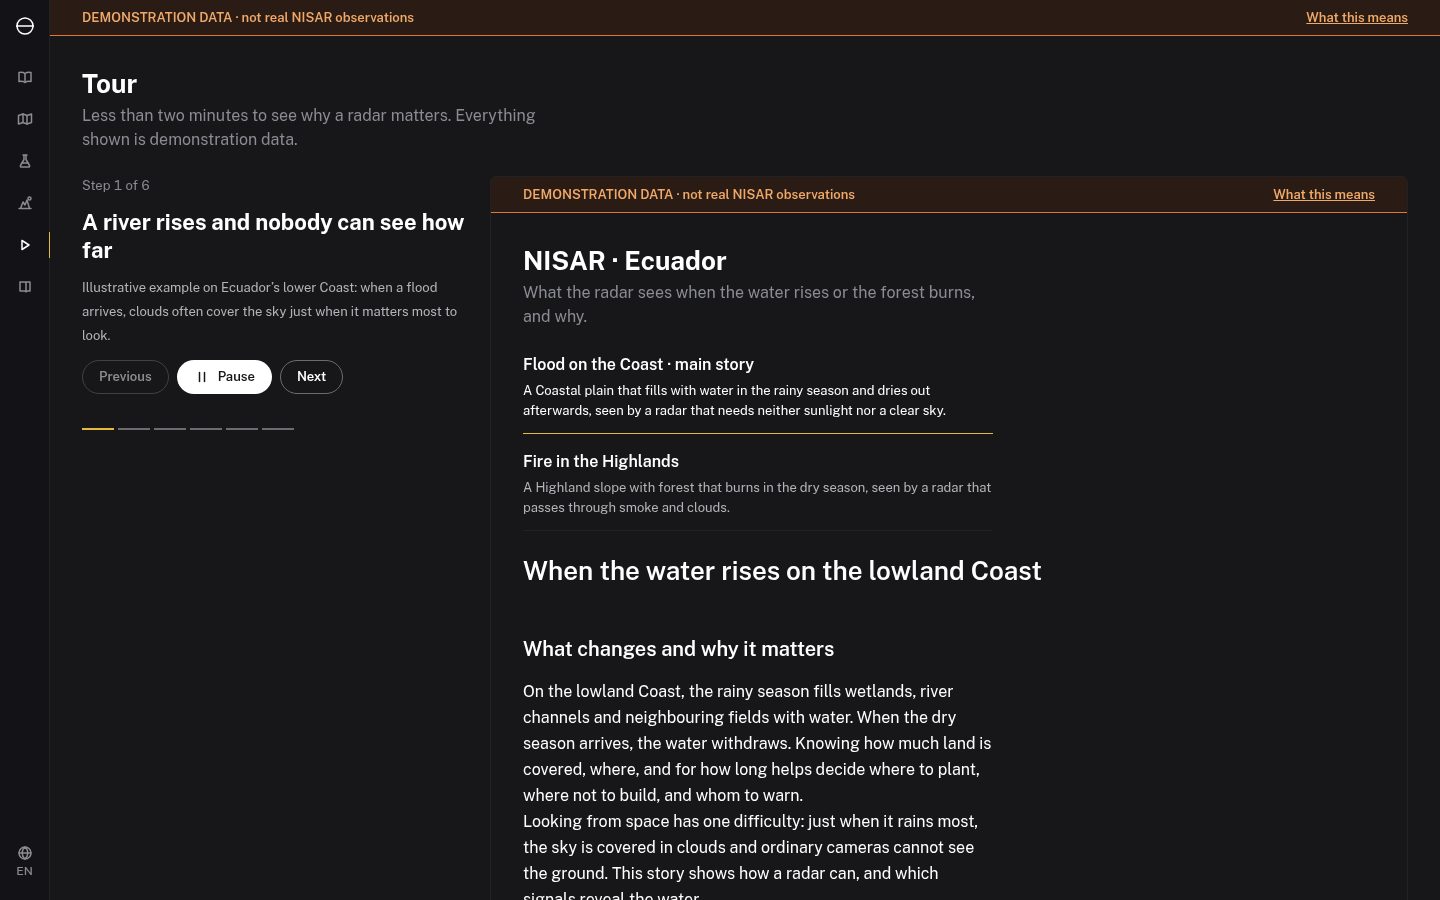 DEMONSTRATION DATA · not real NISAR observations
What this means
Tour
Less than two minutes to see why a radar matters. Everything
shown is demonstration data.
Step 1 of 6
A river rises and nobody can see how
far
Illustrative example on Ecuador’s lower Coast: when a flood
arrives, clouds often cover the sky just when it matters most to
look.
Previous
Pause
Next
DEMONSTRATION DATA · not real NISAR observations
What this means
NISAR · Ecuador
What the radar sees when the water rises or the forest burns,
and why.
Flood on the Coast · main story
A Coastal plain that fills with water in the rainy season and dries out
afterwards, seen by a radar that needs neither sunlight nor a clear sky.
Fire in the Highlands
A Highland slope with forest that burns in the dry season, seen by a radar that
passes through smoke and clouds.
When the water rises on the lowland Coast
What changes and why it matters
On the lowland Coast, the rainy season fills wetlands, river
channels and neighbouring fields with water. When the dry
season arrives, the water withdraws. Knowing how much land is
covered, where, and for how long helps decide where to plant,
where not to build, and whom to warn.
Looking from space has one difficulty: just when it rains most,
the sky is covered in clouds and ordinary cameras cannot see
the ground. This story shows how a radar can, and which
signals reveal the water.
EN